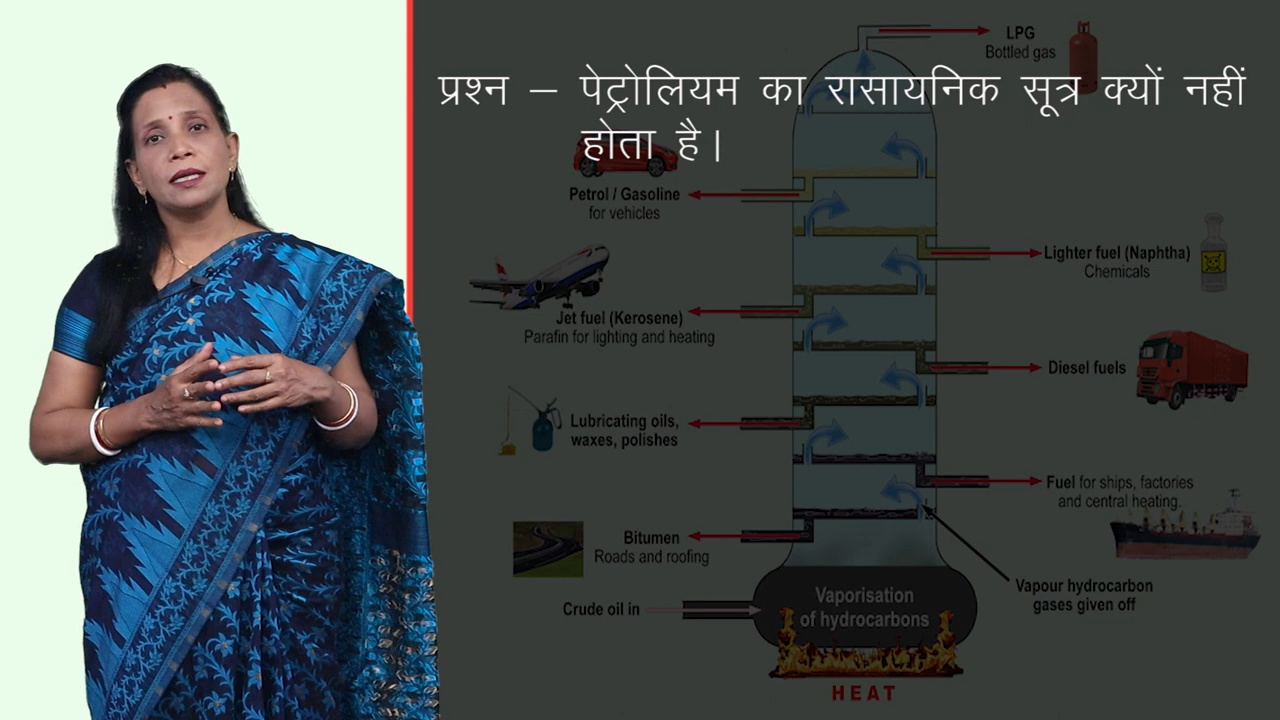 प्रश्न – पेट्रोलियम का रासायनिक सूत्र क्यों नहीं
होता है।
LPG
Bottled gas
Petrol / Gasoline
for vehicles
Lighter fuel (Naphtha)
Chemicals
Jet fuel (Kerosene)
Parafin for lighting and heating
Diesel fuels
Lubricating oils,
waxes, polishes
Fuel for ships, factories
and central heating.
Bitumen
Roads and roofing
Vapour hydrocarbon
gases given off
Crude oil in
Vaporisation
of hydrocarbons
HEAT